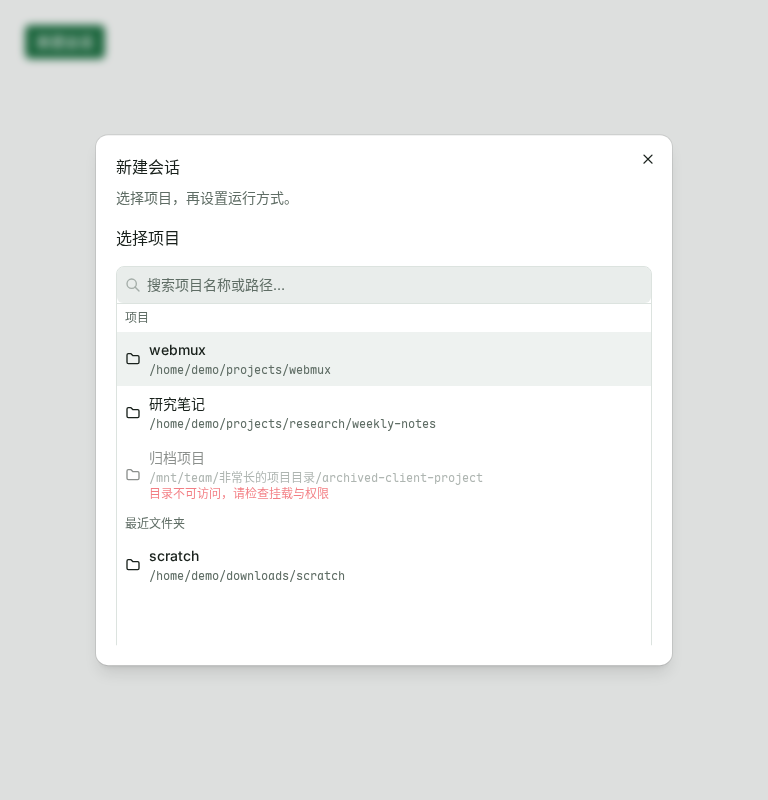 新建会话
选择项目，再设置运行方式。
选择项目
搜索项目名称或路径...
项目
webmux
/home/demo/projects/webmux
研究笔记
/home/demo/projects/research/weekly-notes
归档项目
/mnt/team/非常长的项目目录/archived-client-project
目录不可访问，请检查挂载与权限
最近文件夹
scratch
/home/demo/downloads/scratch